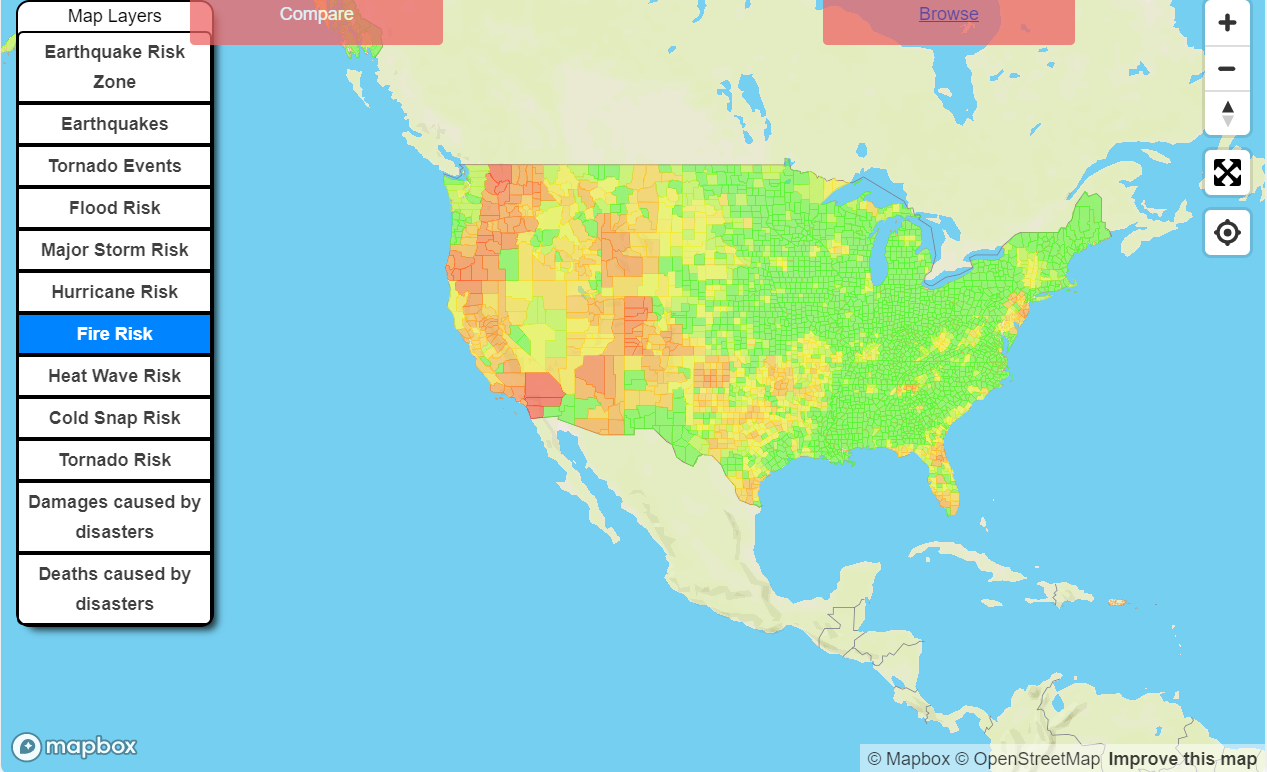 Map Layers
Compare
Browse
Earthquake Risk
Zone
Earthquakes
Tornado Events
Flood Risk
Major Storm Risk
Hurricane Risk
Fire Risk
Heat Wave Risk
Cold Snap Risk
Tornado Risk
Damages caused by
disasters
Deaths caused by
disasters
mapbox
© Mapbox © OpenStreetMap Improve this map